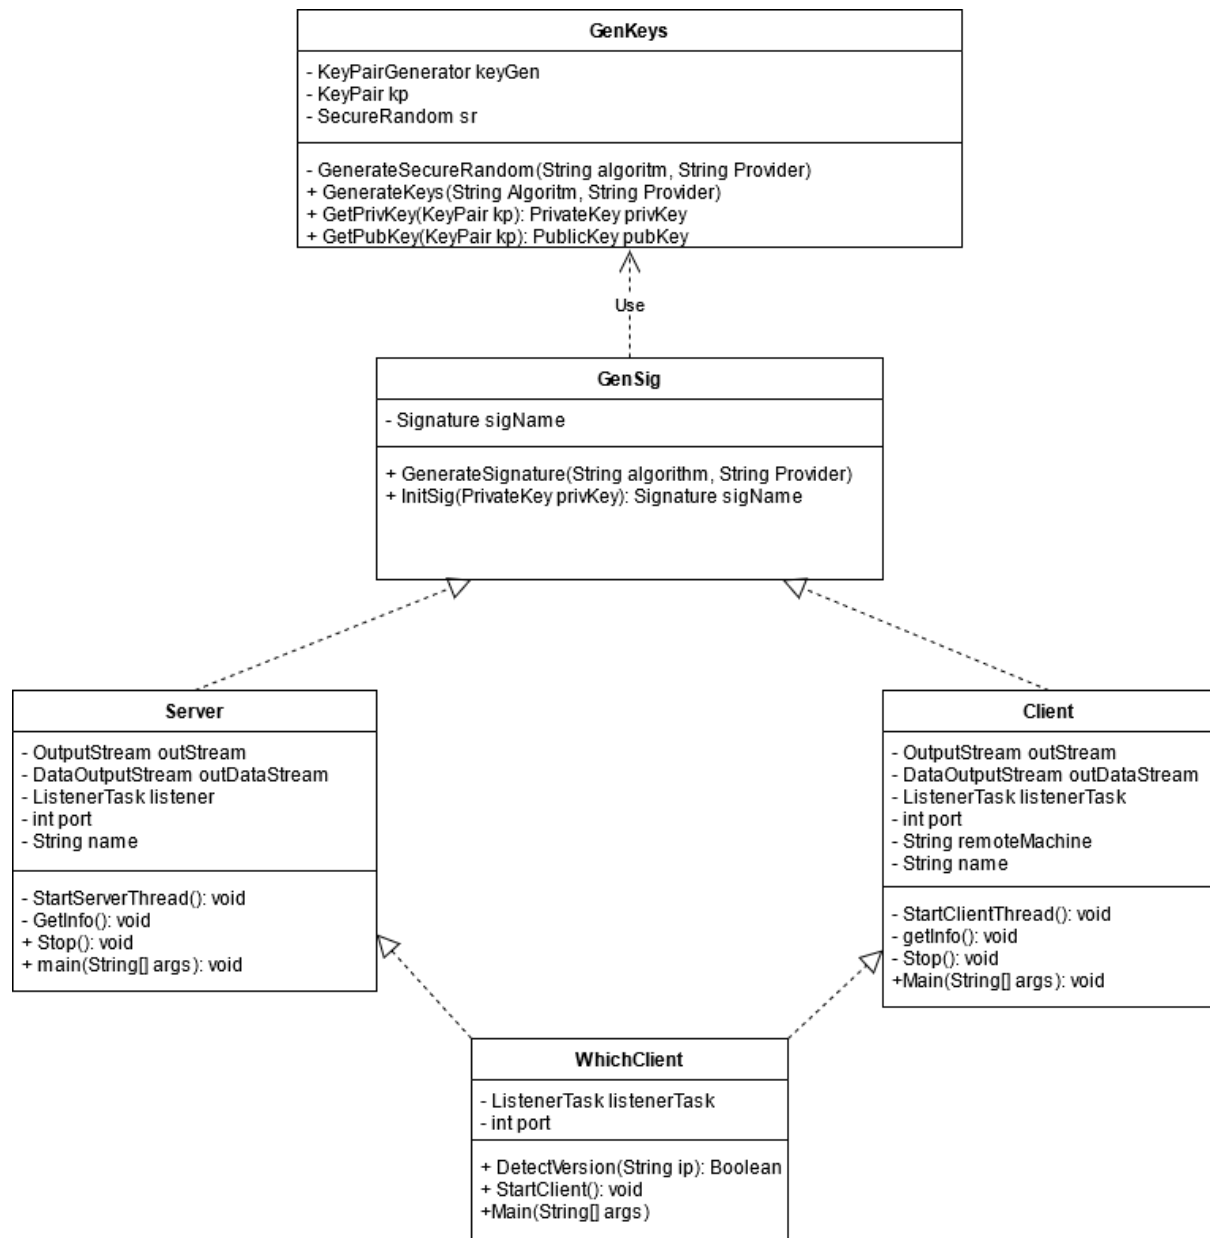 GenKeys
- KeyPairGenerator keyGen
- KeyPair kp
- SecureRandom sr
- GenerateSecureRandom(String algoritm, String Provider)
+ GenerateKeys(String Algoritm, String Provider)
+ GetPrivKey(KeyPair kp): PrivateKey privKey
+ GetPubKey(KeyPair kp): PublicKey pubKey
Use
GenSig
- Signature sigName
+ GenerateSignature(String algorithm, String Provider)
+ InitSig(PrivateKey privKey): Signature sigName
Server
- OutputStream outStream
- DataOutputStream outDataStream
- ListenerTask listener
- int port
- String name
- StartServerThread(): void
- GetInfo(): void
+ Stop(): void
+ main(String[] args): void
Client
- OutputStream outStream
- DataOutputStream outDataStream
- ListenerTask listenerTask
- int port
- String remoteMachine
- String name
- StartClientThread(): void
- getInfo(): void
- Stop(): void
+Main(String[] args): void
WhichClient
- ListenerTask listenerTask
- int port
+ DetectVersion(String ip): Boolean
+ StartClient(): void
+Main(String[] args)